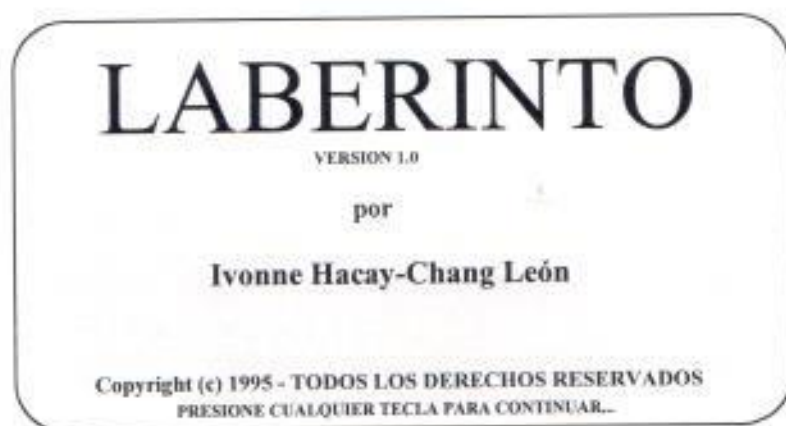 LABERINTO
VERSION 1.0
por
Ivonne Hacay-Chang León
Copyright (c) 1995 - TODOS LOS DERECHOS RESERVADOS
PRESIONE CUALQUIER TECLA PARA CONTINUAR...